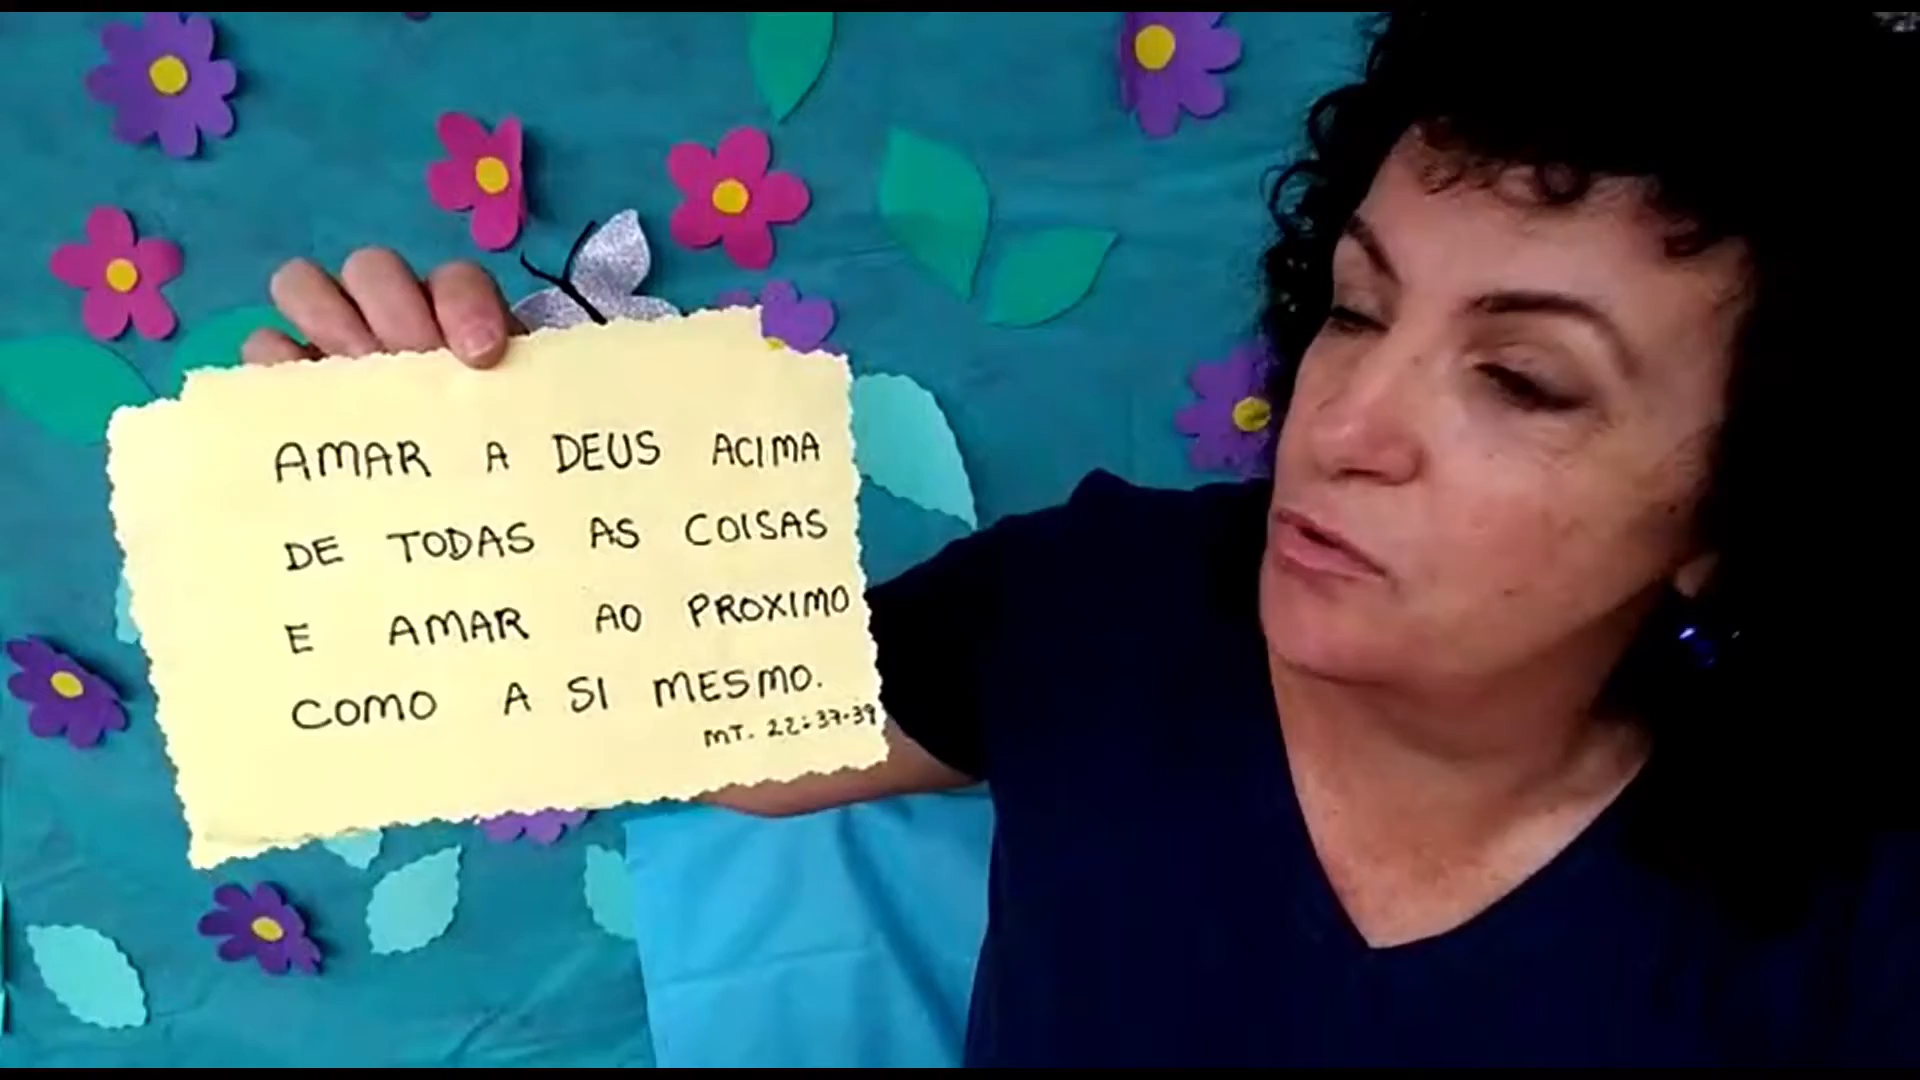 AMAR A DEUS ACIMA
DE TODAS AS COISAS
E AMAR AO PROXIMO
COMO A SI MESMO.
MT. 22:37-39